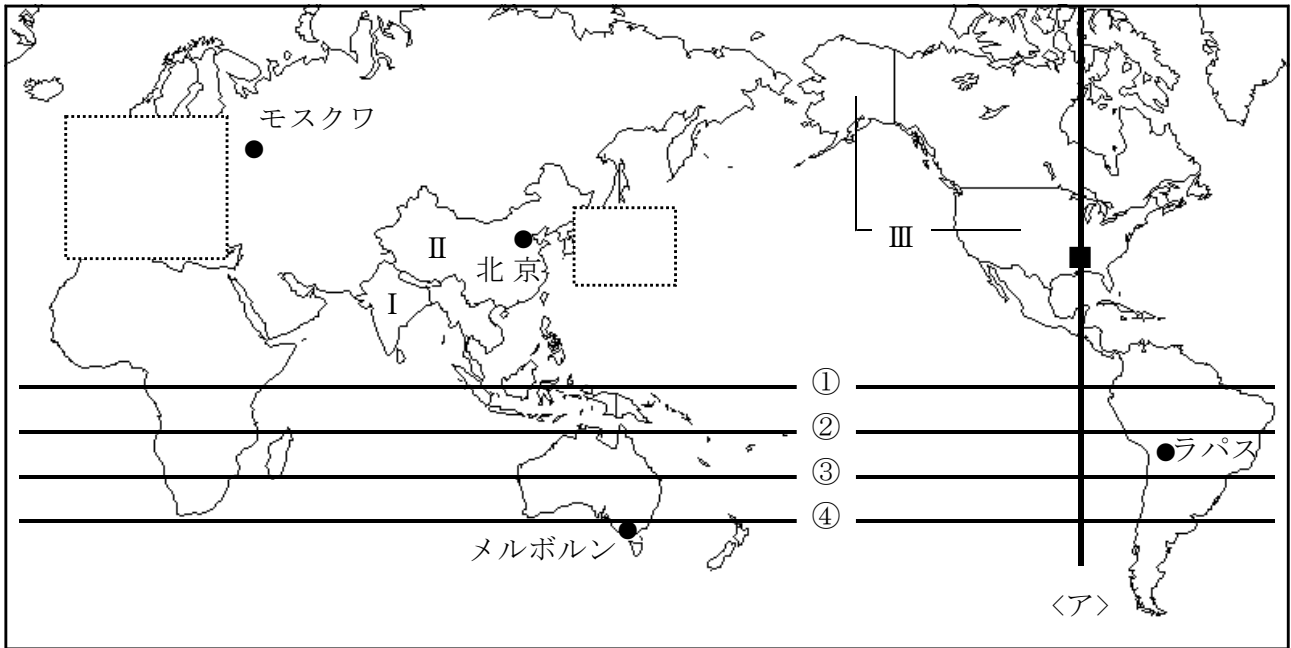 モスクワ
Ⅲ
Ⅱ
北京
Ⅰ
①
②
ラパス
③
④
メルボルン
〈ア〉